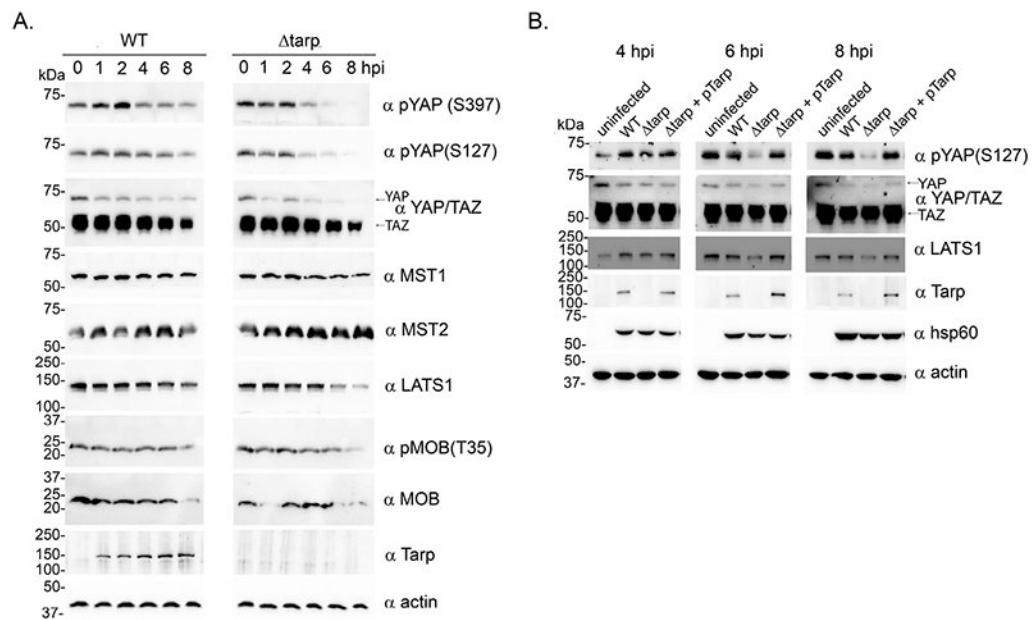 A.
WT
Δtarp
kDa 0 1 2 4 6 8 0 1 2 4 6 8 hpi
75- α pYAP (S397)
75- α pYAP(S127)
75- ←YAP
α YAP/TAZ
50- ←TAZ
75-
α MST1
50-
75-
α MST2
50-
250-
150- α LATS1
100-
37-
25- α pMOB(T35)
20-
37-
25- α MOB
20-
250-
150- α Tarp
100-
50-
α actin
37-
B.
4 hpi 6 hpi 8 hpi
uninfected WT Δtarp Δtarp + pTarp uninfected WT Δtarp Δtarp + pTarp uninfected WT Δtarp Δtarp + pTarp
kDa
75-
α pYAP(S127)
75- ←YAP
α YAP/TAZ
50- ←TAZ
250-
150- α LATS1
100-
250-
150- α Tarp
100-
75-
α hsp60
50-
50-
α actin
37-